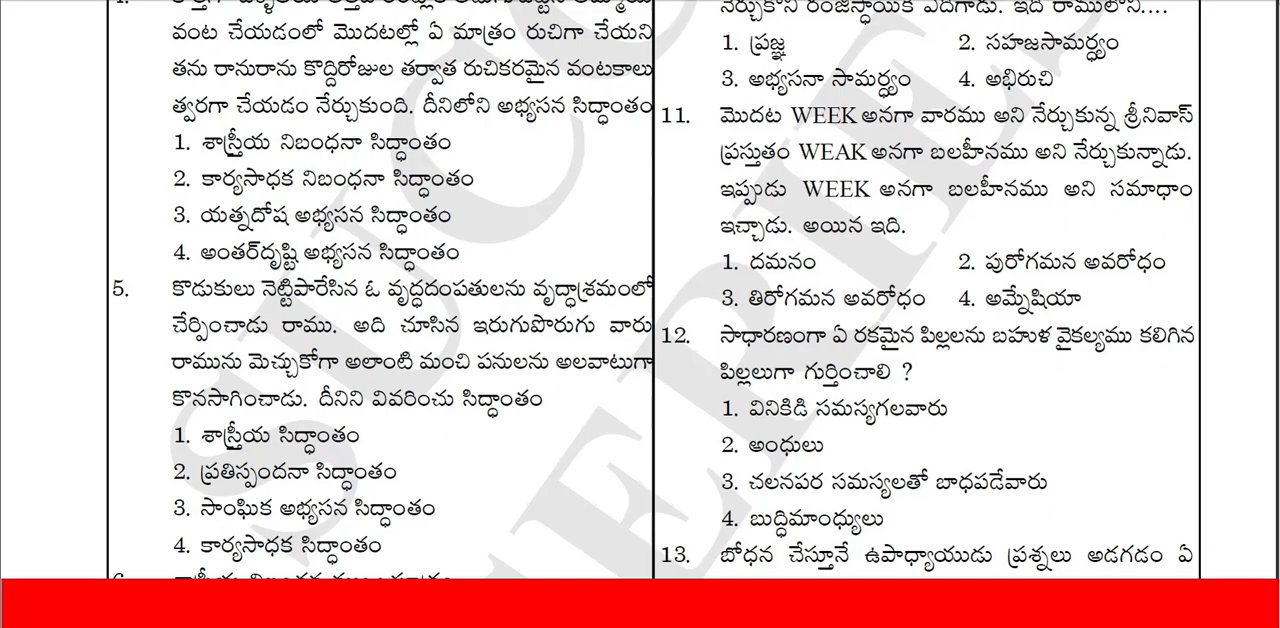 వంట చేయడంలో మొదటల్లో ఏ మాత్రం రుచిగా చేయని
తను రానురాను కొద్దిరోజుల తర్వాత రుచికరమైన వంటకాలు
త్వరగా చేయడం నేర్చుకుంది. దీనిలోని అభ్యసన సిద్ధాంతం
1. శాస్త్రీయ నిబంధనా సిద్ధాంతం
2. కార్యసాధక నిబంధనా సిద్ధాంతం
3. యత్నదోష అభ్యసన సిద్ధాంతం
4. అంతర్‌దృష్టి అభ్యసన సిద్ధాంతం
5. కొడుకులు నెట్టిపారేసిన ఓ వృద్ధదంపతులను వృద్ధాశ్రమంలో
చేర్పించాడు రాము. అది చూసిన ఇరుగుపొరుగు వారు
రామును మెచ్చుకోగా అలాంటి మంచి పనులను అలవాటుగా
కొనసాగించాడు. దీనిని వివరించు సిద్ధాంతం
1. శాస్త్రీయ సిద్ధాంతం
2. ప్రతిస్పందనా సిద్ధాంతం
3. సాంఘిక అభ్యసన సిద్ధాంతం
4. కార్యసాధక సిద్ధాంతం
నేర్చుకొని రంజిస్థాయికి ఎదిగాడు. ఇది రాములోని....
1. ప్రజ్ఞ 2. సహజసామర్థ్యం
3. అభ్యసనా సామర్థ్యం 4. అభిరుచి
11. మొదట WEEK అనగా వారము అని నేర్చుకున్న శ్రీనివాస్
ప్రస్తుతం WEAK అనగా బలహీనము అని నేర్చుకున్నాడు.
ఇప్పుడు WEEK అనగా బలహీనము అని సమాధాం
ఇచ్చాడు. అయిన ఇది.
1. దమనం 2. పురోగమన అవరోధం
3. తిరోగమన అవరోధం 4. అమ్నేషియా
12. సాధారణంగా ఏ రకమైన పిల్లలను బహుళ వైకల్యము కలిగిన
పిల్లలుగా గుర్తించాలి ?
1. వినికిడి సమస్యగలవారు
2. అంధులు
3. చలనపర సమస్యలతో బాధపడేవారు
4. బుద్ధిమాంధ్యులు
13. బోధన చేస్తూనే ఉపాధ్యాయుడు ప్రశ్నలు అడగడం ఏ